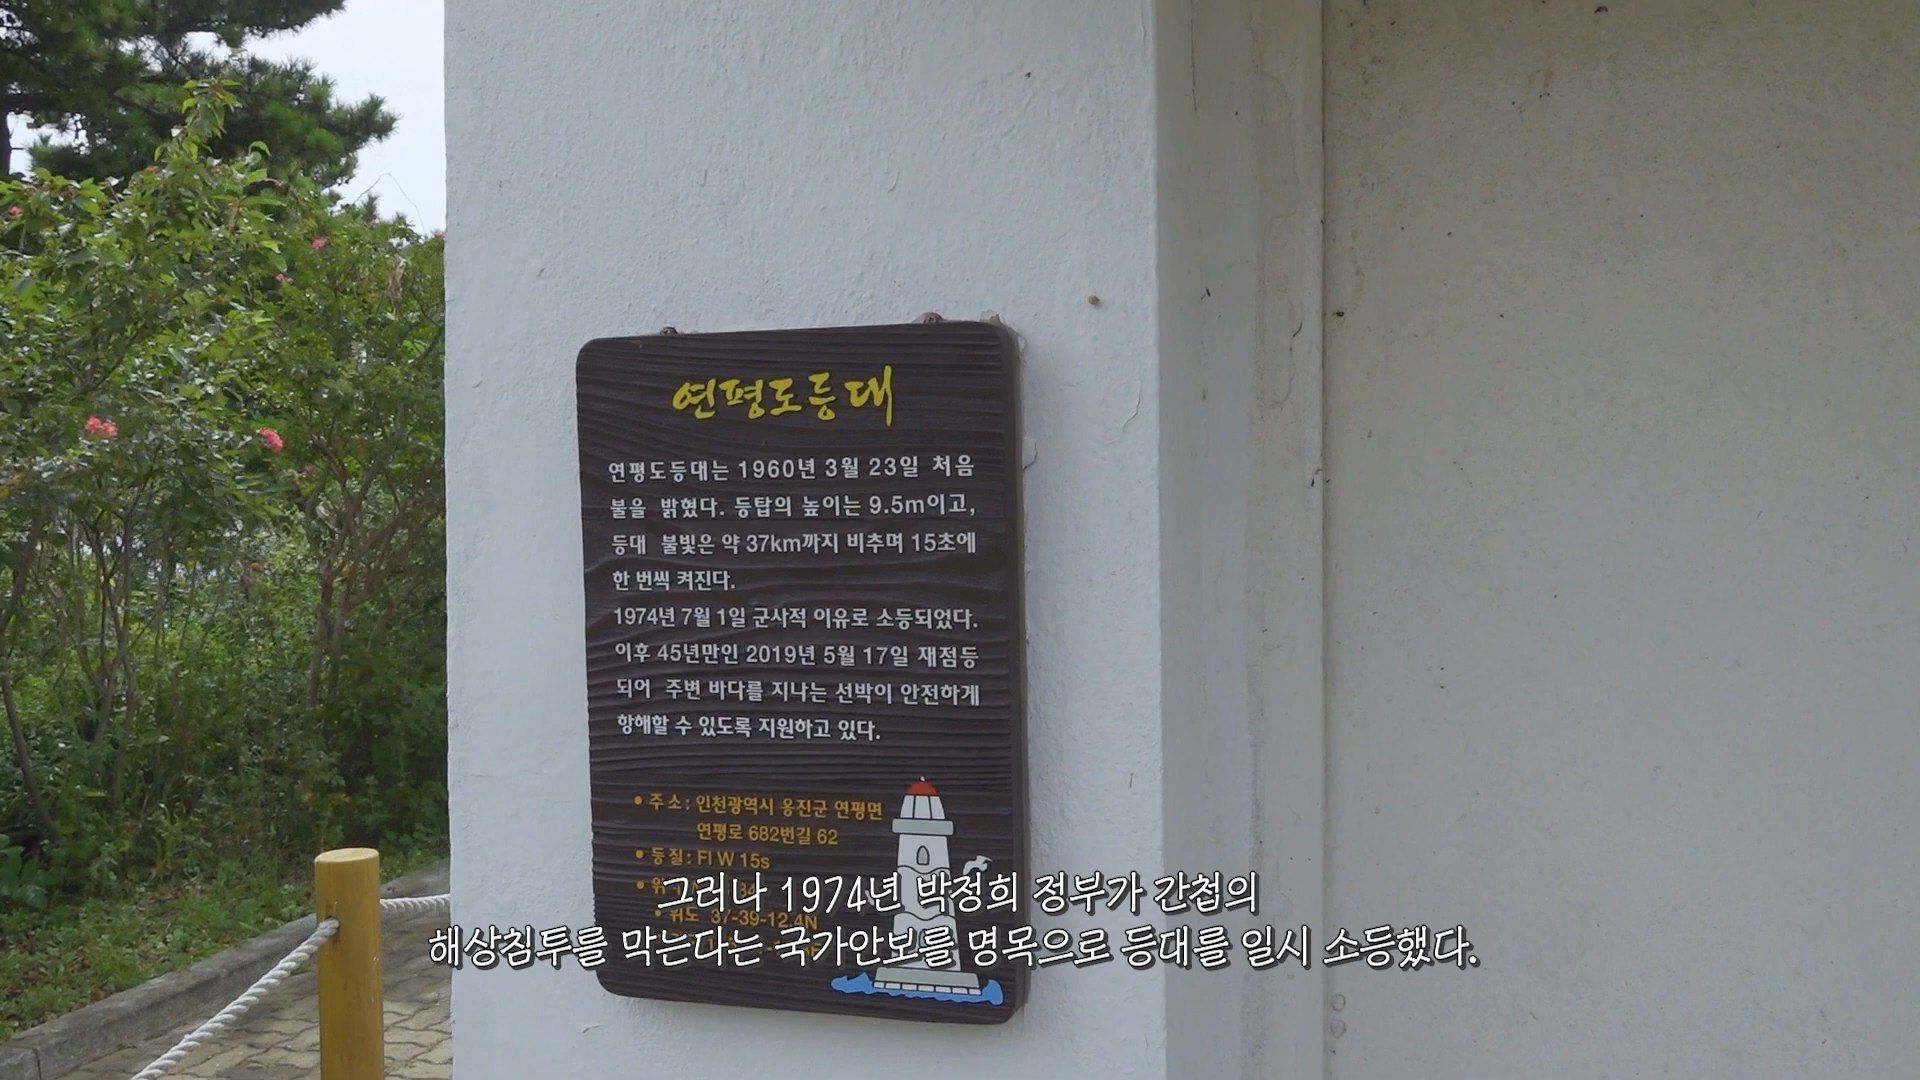 연평도등대
연평도등대는 1960년 3월 23일 처음
불을 밝혔다. 등탑의 높이는 9.5m이고,
등대 불빛은 약 37km까지 비추며 15초에
한 번씩 켜진다.
1974년 7월 1일 군사적 이유로 소등되었다.
이후 45년만인 2019년 5월 17일 재점등
되어 주변 바다를 지나는 선박이 안전하게
항해할 수 있도록 지원하고 있다.
• 주소: 인천광역시 옹진군 연평면
연평로 682번길 62
• 등질: Fl W 15s
• 위도 37-39-12.4N
그러나 1974년 박정희 정부가 간첩의
해상침투를 막는다는 국가안보를 명목으로 등대를 일시 소등했다.